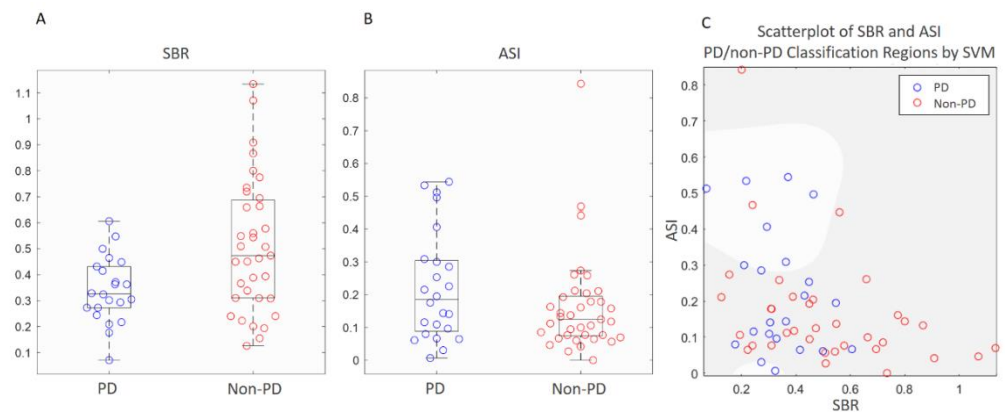 A
SBR
1.1
1
0.9
0.8
0.7
0.6
0.5
0.4
0.3
0.2
0.1
PD
Non-PD
B
ASI
0.8
0.7
0.6
0.5
0.4
0.3
0.2
0.1
0
PD
Non-PD
C
Scatterplot of SBR and ASI
PD/non-PD Classification Regions by SVM
PD
Non-PD
ASI
0.8
0.7
0.6
0.5
0.4
0.3
0.2
0.1
0
0.2
0.4
0.6
0.8
1
SBR